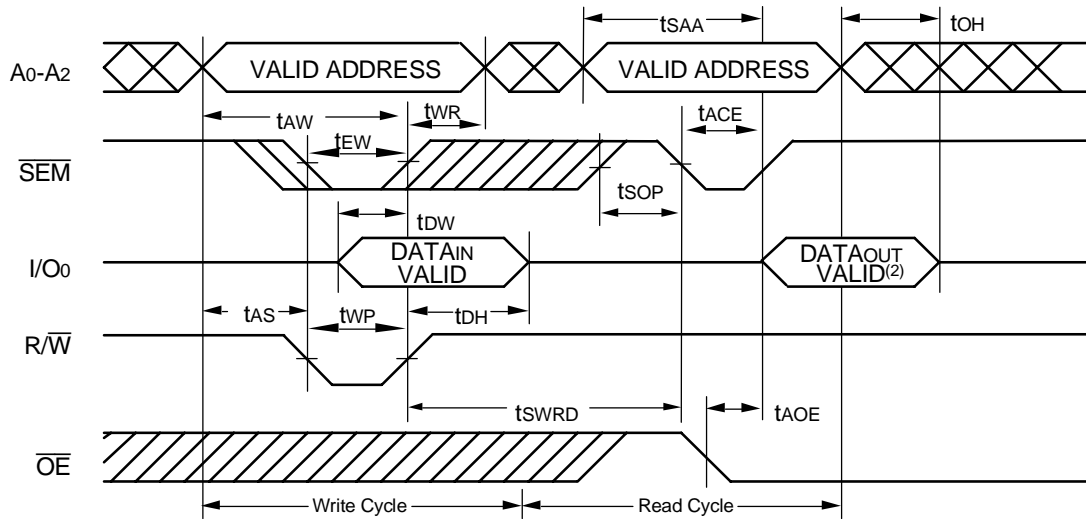 tSAA
tOH
A0-A2
VALID ADDRESS
VALID ADDRESS
tAW
tWR
tACE
tEW
SEM
tSOP
tDW
I/O0
DATAIN
VALID
DATAOUT
VALID(2)
tAS
tWP
tDH
R/W
tSWRD
tAOE
OE
Write Cycle
Read Cycle